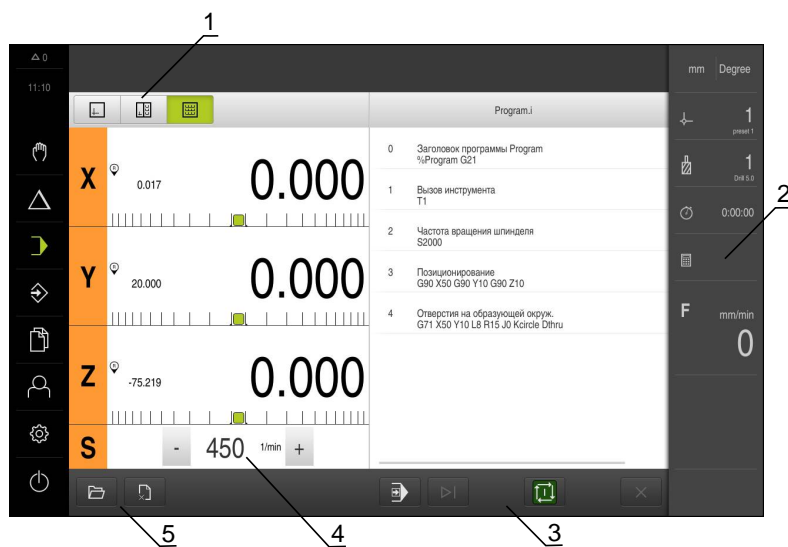 1
0
11:10
mm Degree
Program.i
1
preset 1
1
Drill 5.0
0:00:00
2
F mm/min
0
X R 0.017 0.000
Y R 20.000 0.000
Z R -75.219 0.000
S - 450 1/min +
0 Заголовок программы Program
%Program G21
1 Вызов инструмента
T1
2 Частота вращения шпинделя
S2000
3 Позиционирование
G90 X50 G90 Y10 G90 Z10
4 Отверстия на образующей окруж.
G71 X50 Y10 L8 R15 J0 Kcircle Dthru
5
4
3